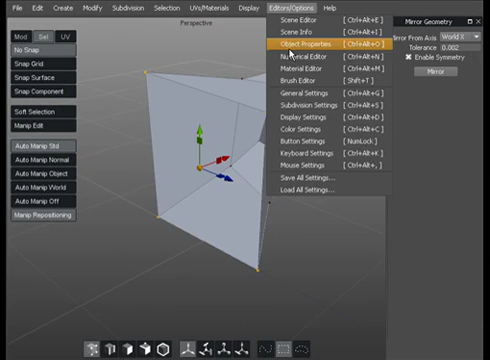 File Edit Create Modify Subdivision Select UVs/Materials Display Editors/Options Help
Perspective
Mod Sel UV
No Snap
Snap Grid
Snap Surface
Snap Component
Soft Selection
Manip Edit
Auto Manip Std
Auto Manip Normal
Auto Manip Object
Auto Manip World
Auto Manip Off
Manip Repositioning
Scene Editor [ Ctrl+Alt+E ]
Scene Info [ Ctrl+Alt+I ]
Object Properties [ Ctrl+Alt+O ]
Numerical Editor [ Ctrl+Alt+N ]
Material Editor [ Ctrl+Alt+M ]
Brush Editor [ Shift+T ]
General Settings [ Ctrl+Alt+G ]
Subdivision Settings [ Ctrl+Alt+S ]
Display Settings [ Ctrl+Alt+D ]
Color Settings [ Ctrl+Alt+C ]
Button Settings [ NumLock ]
Keyboard Settings [ Ctrl+Alt+K ]
Mouse Settings [ Ctrl+Alt+, ]
Save All Settings...
Load All Settings...
Mirror Geometry
Mirror From Axis World X
Tolerance 0.002
Enable Symmetry
Mirror